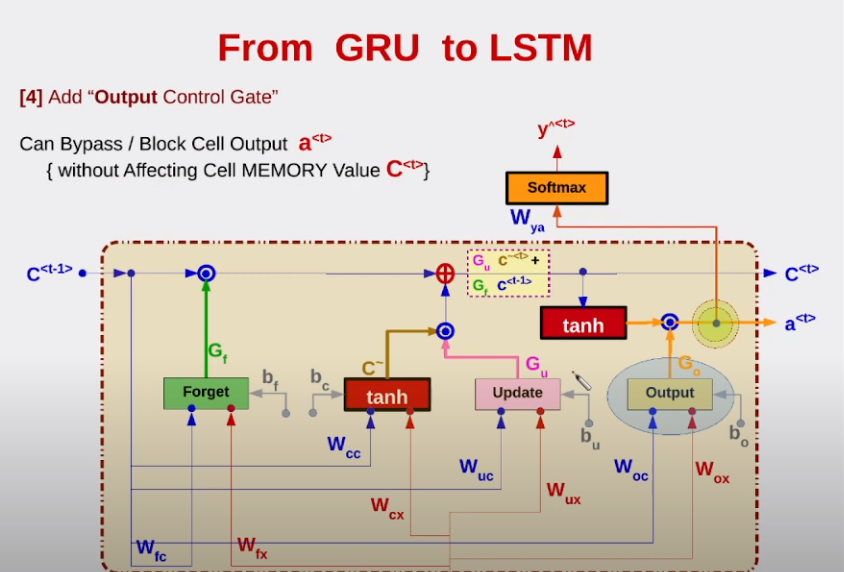 From GRU to LSTM
[4] Add “Output Control Gate”
Can Bypass / Block Cell Output a<t>
{ without Affecting Cell MEMORY Value C<t>}
y^<t>
Softmax
Wya
C<t-1>
Gu c~<t> +
Gf c<t-1>
C<t>
tanh
a<t>
Gf
C~
Gu
Go
Forget
bf
bc
tanh
Update
bu
Output
bo
Wcc
Wuc
Woc
Wox
Wcx
Wux
Wfc
Wfx